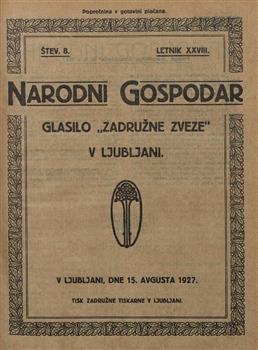 Poprečnina v gotovini plačana.
ŠTEV. 8.
LETNIK XXVIII.
NARODNI GOSPODAR
GLASILO „ZADRUŽNE ZVEZE“
V LJUBLJANI.
V LJUBLJANI, DNE 15. AVGUSTA 1927.
TISK ZADRUŽNE TISKARNE V LJUBLJANI.